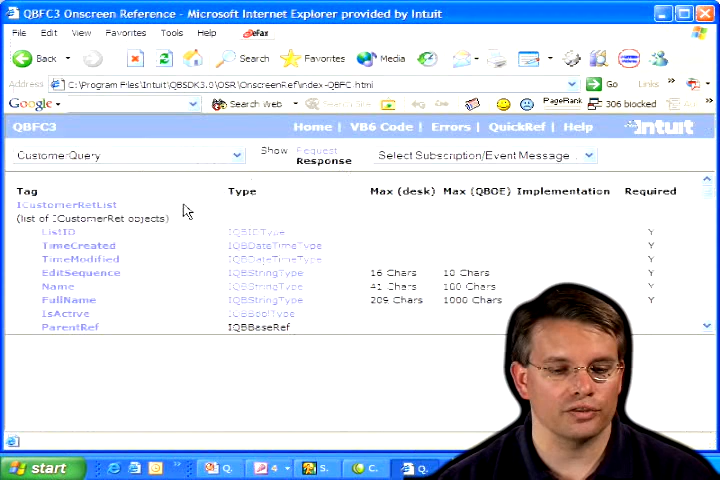 QBFC3 Onscreen Reference - Microsoft Internet Explorer provided by Intuit
File Edit View Favorites Tools Help eFax
Back Search Favorites Media
Address C:\Program Files\Intuit\QBSDK3.0\OSR\OnscreenRef\index-QBFC.html Go Links
Google Search Web Search Site PageRank 306 blocked
QBFC3 Home | VB6 Code | Errors | QuickRef | Help intuit
CustomerQuery Show Request Response Select Subscription/Event Message
Tag Type Max (desk) Max (QBOE) Implementation Required
ICustomerRetList
(list of ICustomerRet objects)
ListID IQBIDType Y
TimeCreated IQBDateTimeType Y
TimeModified IQBDateTimeType Y
EditSequence IQBStringType 16 Chars 10 Chars Y
Name IQBStringType 41 Chars 100 Chars Y
FullName IQBStringType 209 Chars 1000 Chars Y
IsActive IQBBoolType
ParentRef IQBBaseRef
start Q. 4 S. C. Q.